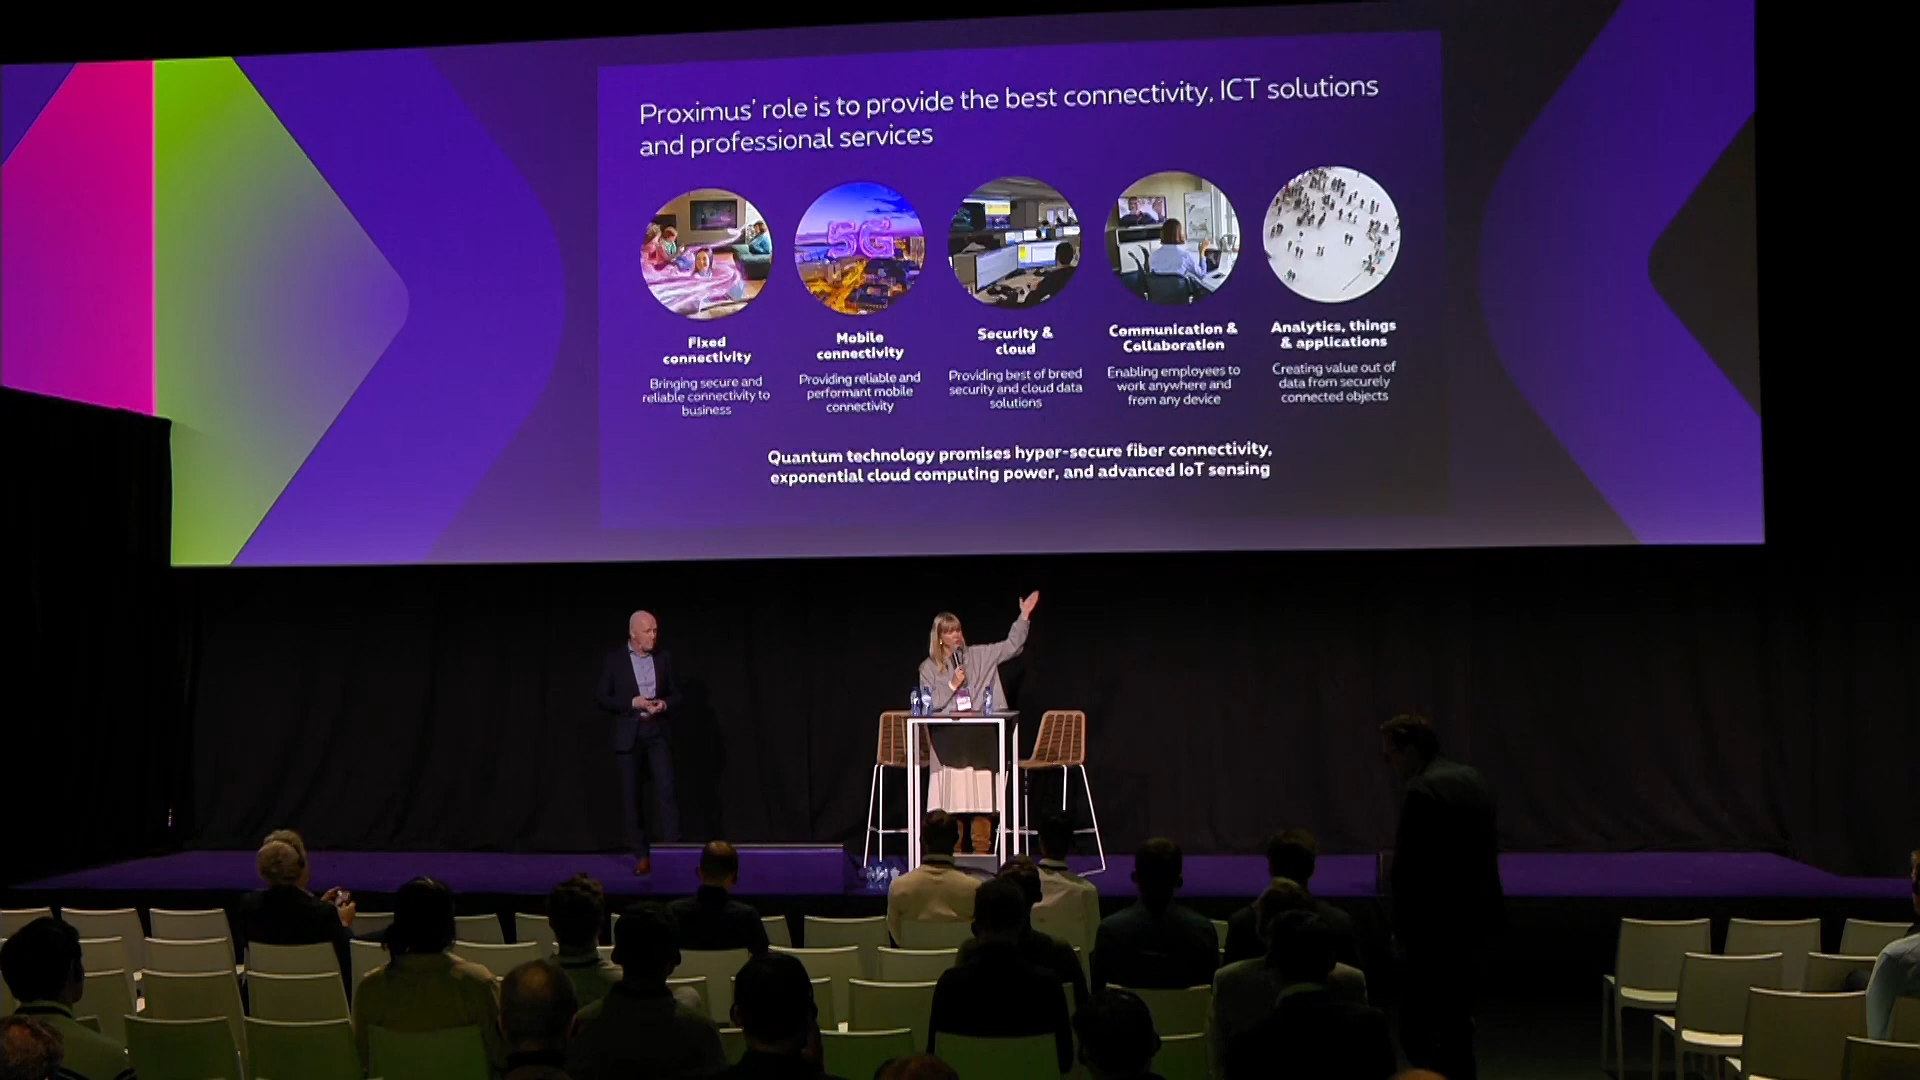 Proximus' role is to provide the best connectivity, ICT solutions
and professional services
5G
Fixed
connectivity
Bringing secure and
reliable connectivity to
business
Mobile
connectivity
Providing reliable and
performant mobile
connectivity
Security &
cloud
Providing best of breed
security and cloud data
solutions
Communication &
Collaboration
Enabling employees to
work anywhere and
from any device
Analytics, things
& applications
Creating value out of
data from securely
connected objects
Quantum technology promises hyper-secure fiber connectivity,
exponential cloud computing power, and advanced IoT sensing